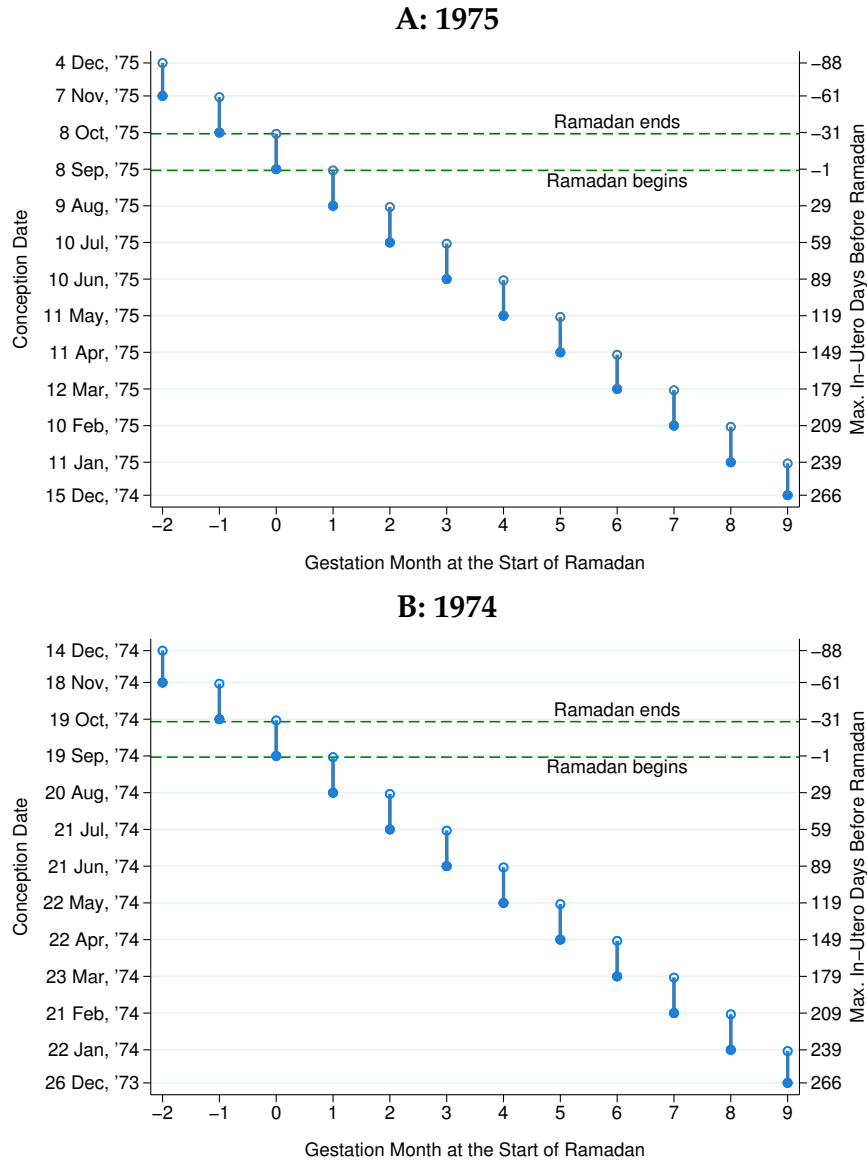 A: 1975
Conception Date
4 Dec, '75
7 Nov, '75
8 Oct, '75
8 Sep, '75
9 Aug, '75
10 Jul, '75
10 Jun, '75
11 May, '75
11 Apr, '75
12 Mar, '75
10 Feb, '75
11 Jan, '75
15 Dec, '74
Ramadan ends
Ramadan begins
−88
−61
−31
−1
29
59
89
119
149
179
209
239
266
Max. In-Utero Days Before Ramadan
−2 −1 0 1 2 3 4 5 6 7 8 9
Gestation Month at the Start of Ramadan
B: 1974
Conception Date
14 Dec, '74
18 Nov, '74
19 Oct, '74
19 Sep, '74
20 Aug, '74
21 Jul, '74
21 Jun, '74
22 May, '74
22 Apr, '74
23 Mar, '74
21 Feb, '74
22 Jan, '74
26 Dec, '73
Ramadan ends
Ramadan begins
−88
−61
−31
−1
29
59
89
119
149
179
209
239
266
Max. In-Utero Days Before Ramadan
−2 −1 0 1 2 3 4 5 6 7 8 9
Gestation Month at the Start of Ramadan